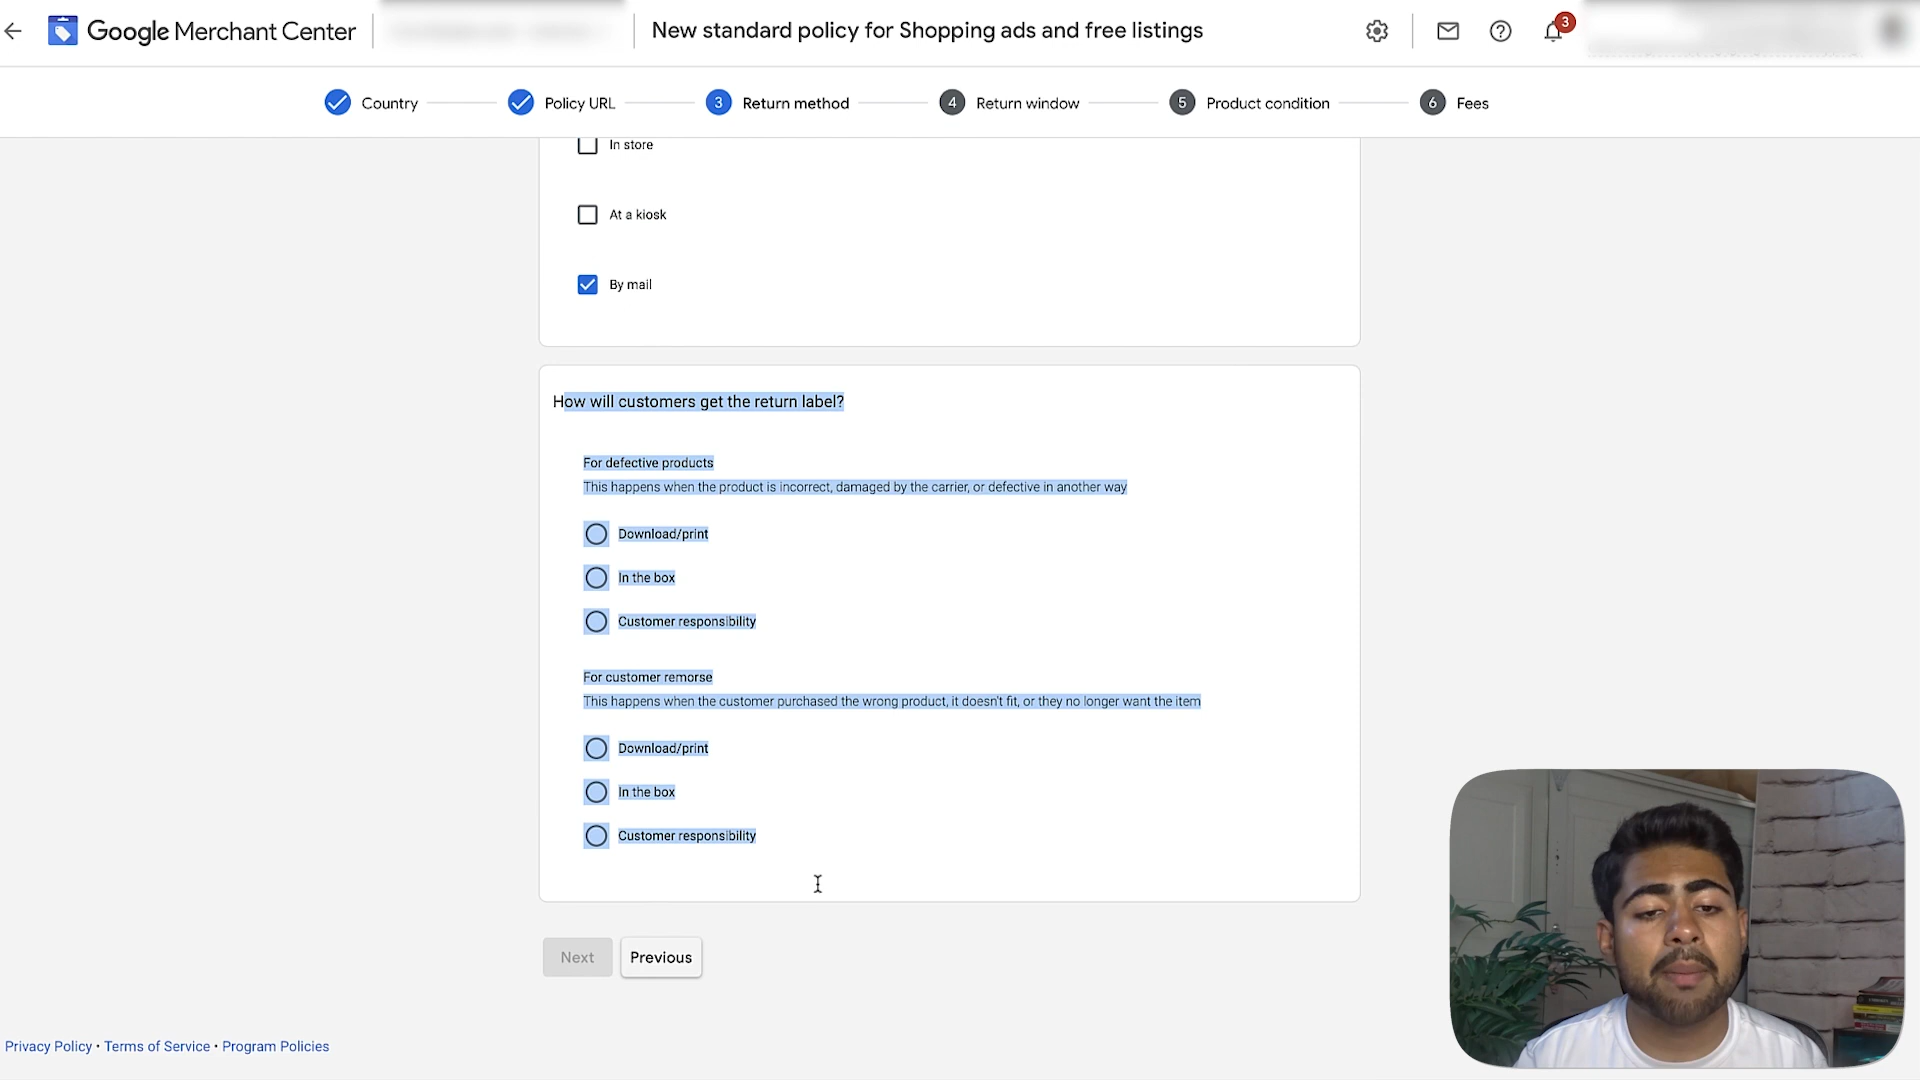 Google Merchant Center
New standard policy for Shopping ads and free listings
3
Country
Policy URL
3 Return method
4 Return window
5 Product condition
6 Fees
In store
At a kiosk
By mail
How will customers get the return label?
For defective products
This happens when the product is incorrect, damaged by the carrier, or defective in another way
Download/print
In the box
Customer responsibility
For customer remorse
This happens when the customer purchased the wrong product, it doesn't fit, or they no longer want the item
Download/print
In the box
Customer responsibility
Next
Previous
Privacy Policy • Terms of Service • Program Policies